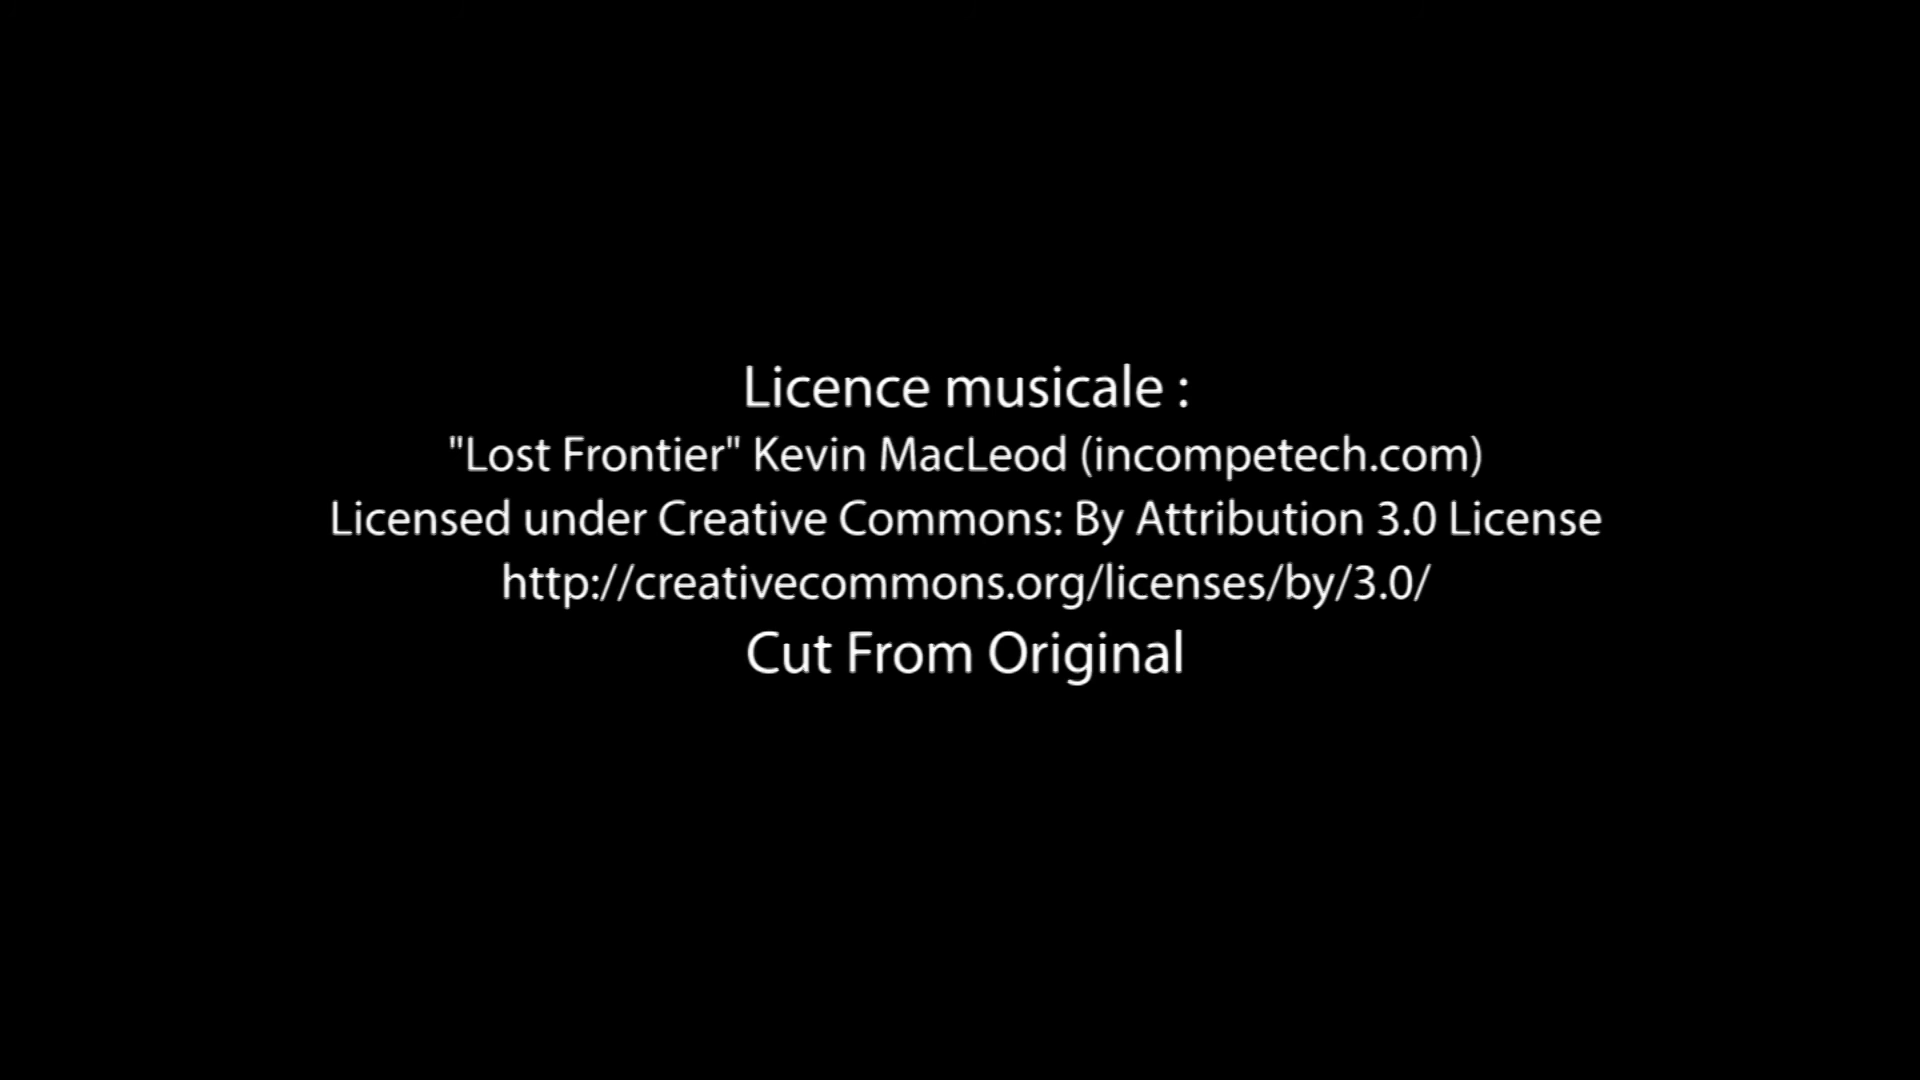 Licence musicale :
"Lost Frontier" Kevin MacLeod (incompetech.com)
Licensed under Creative Commons: By Attribution 3.0 License
http://creativecommons.org/licenses/by/3.0/
Cut From Original